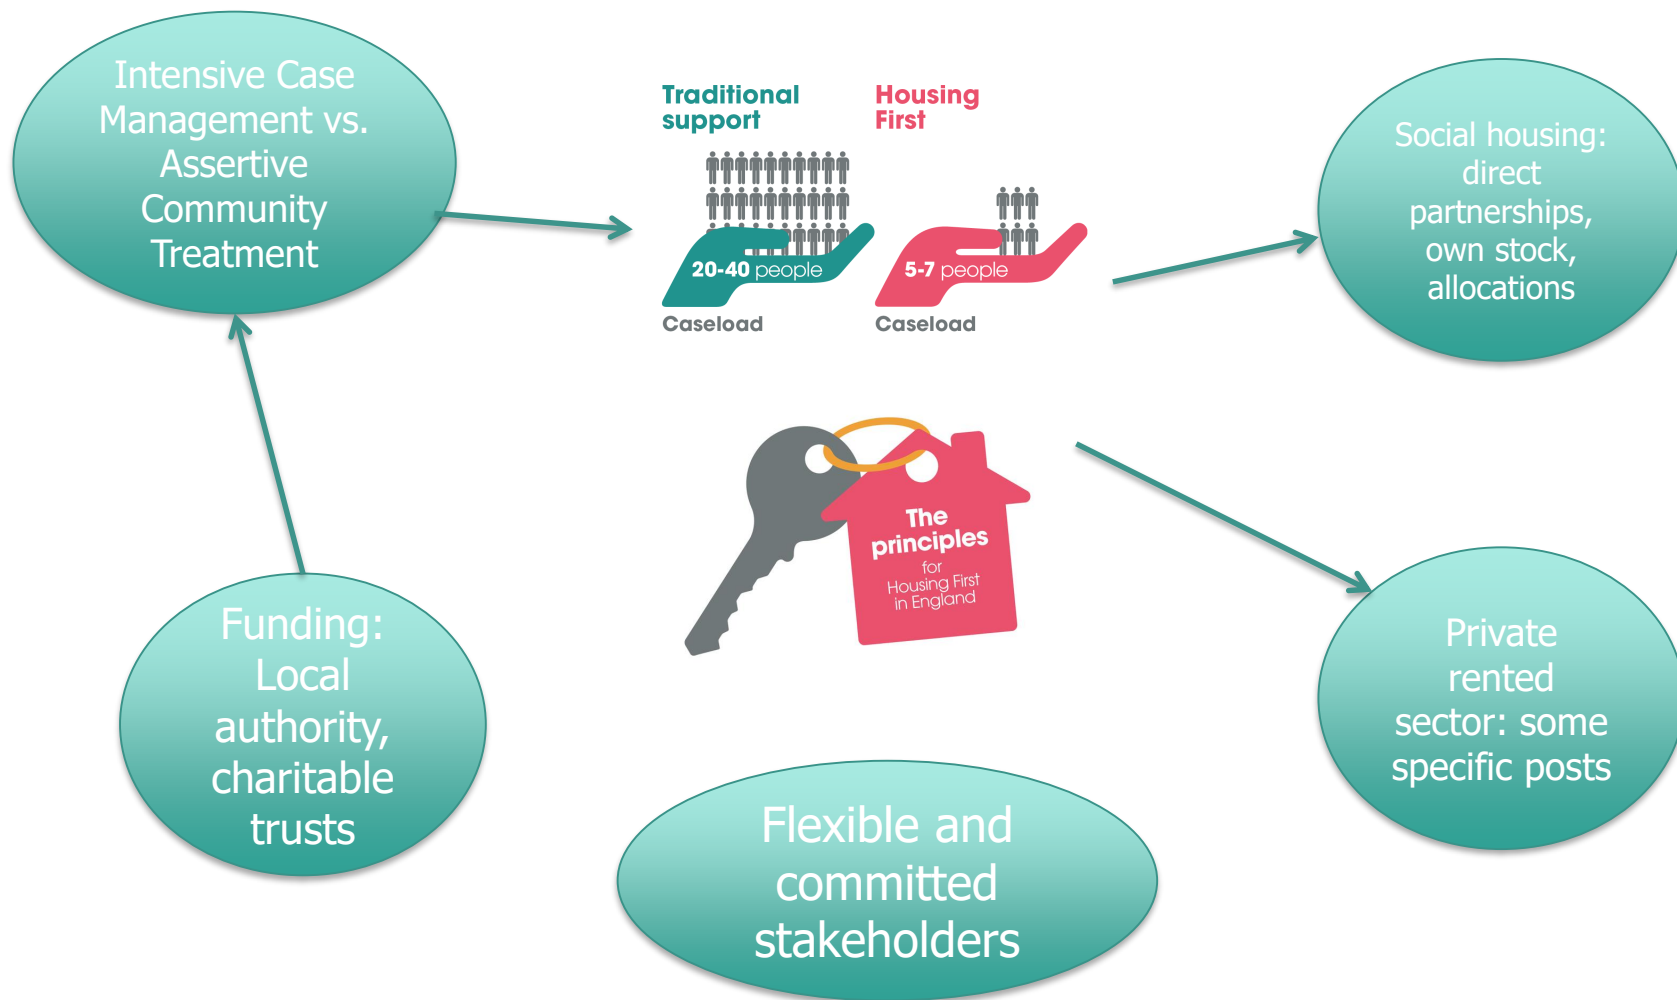 Intensive Case
Management vs.
Assertive
Community
Treatment
Traditional
support
20-40 people
Caseload
Housing
First
5-7 people
Caseload
Social housing:
direct
partnerships,
own stock,
allocations
The
principles
for
Housing First
in England
Funding:
Local
authority,
charitable
trusts
Private
rented
sector: some
specific posts
Flexible and
committed
stakeholders